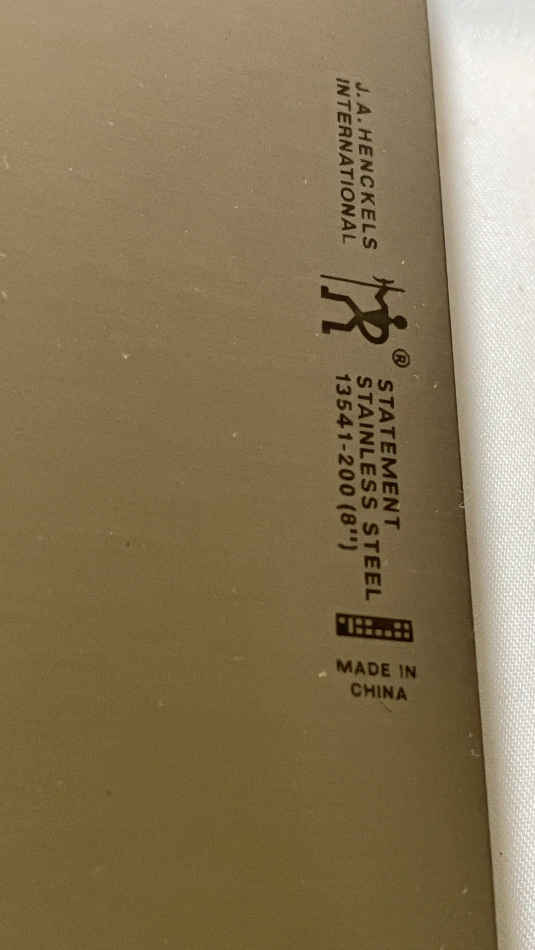 J.A. HENCKELS
INTERNATIONAL
®
STATEMENT
STAINLESS STEEL
13541-200 (8")
MADE IN
CHINA